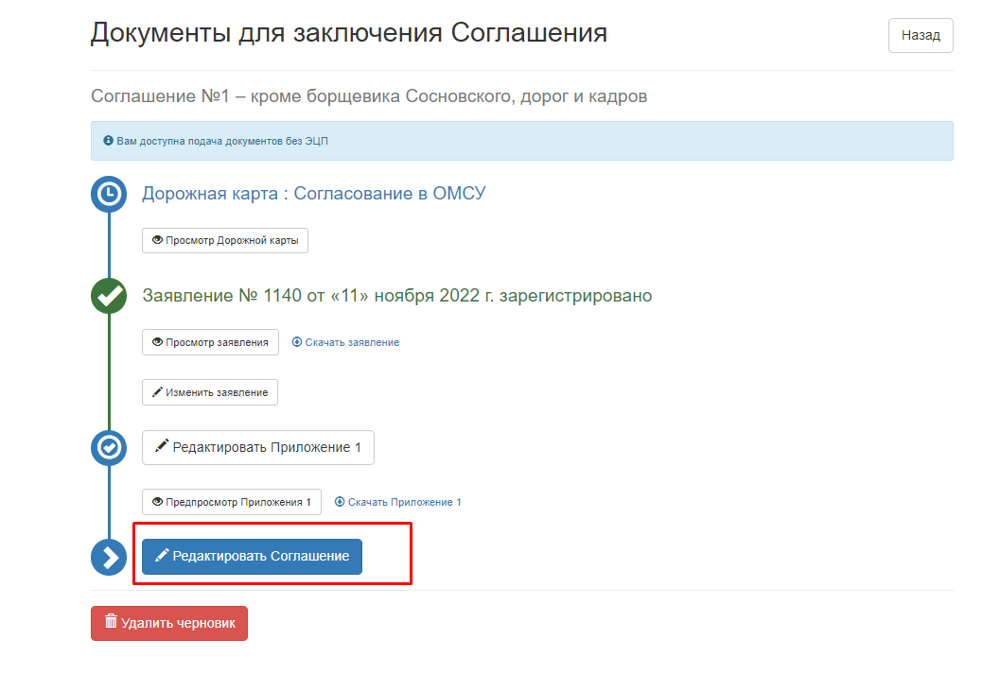 Документы для заключения Соглашения
Назад
Соглашение №1 – кроме борщевика Сосновского, дорог и кадров
Вам доступна подача документов без ЭЦП
Дорожная карта : Согласование в ОМСУ
Просмотр Дорожной карты
Заявление № 1140 от «11» ноября 2022 г. зарегистрировано
Просмотр заявления Скачать заявление
Изменить заявление
Редактировать Приложение 1
Предпросмотр Приложения 1 Скачать Приложение 1
Редактировать Соглашение
Удалить черновик